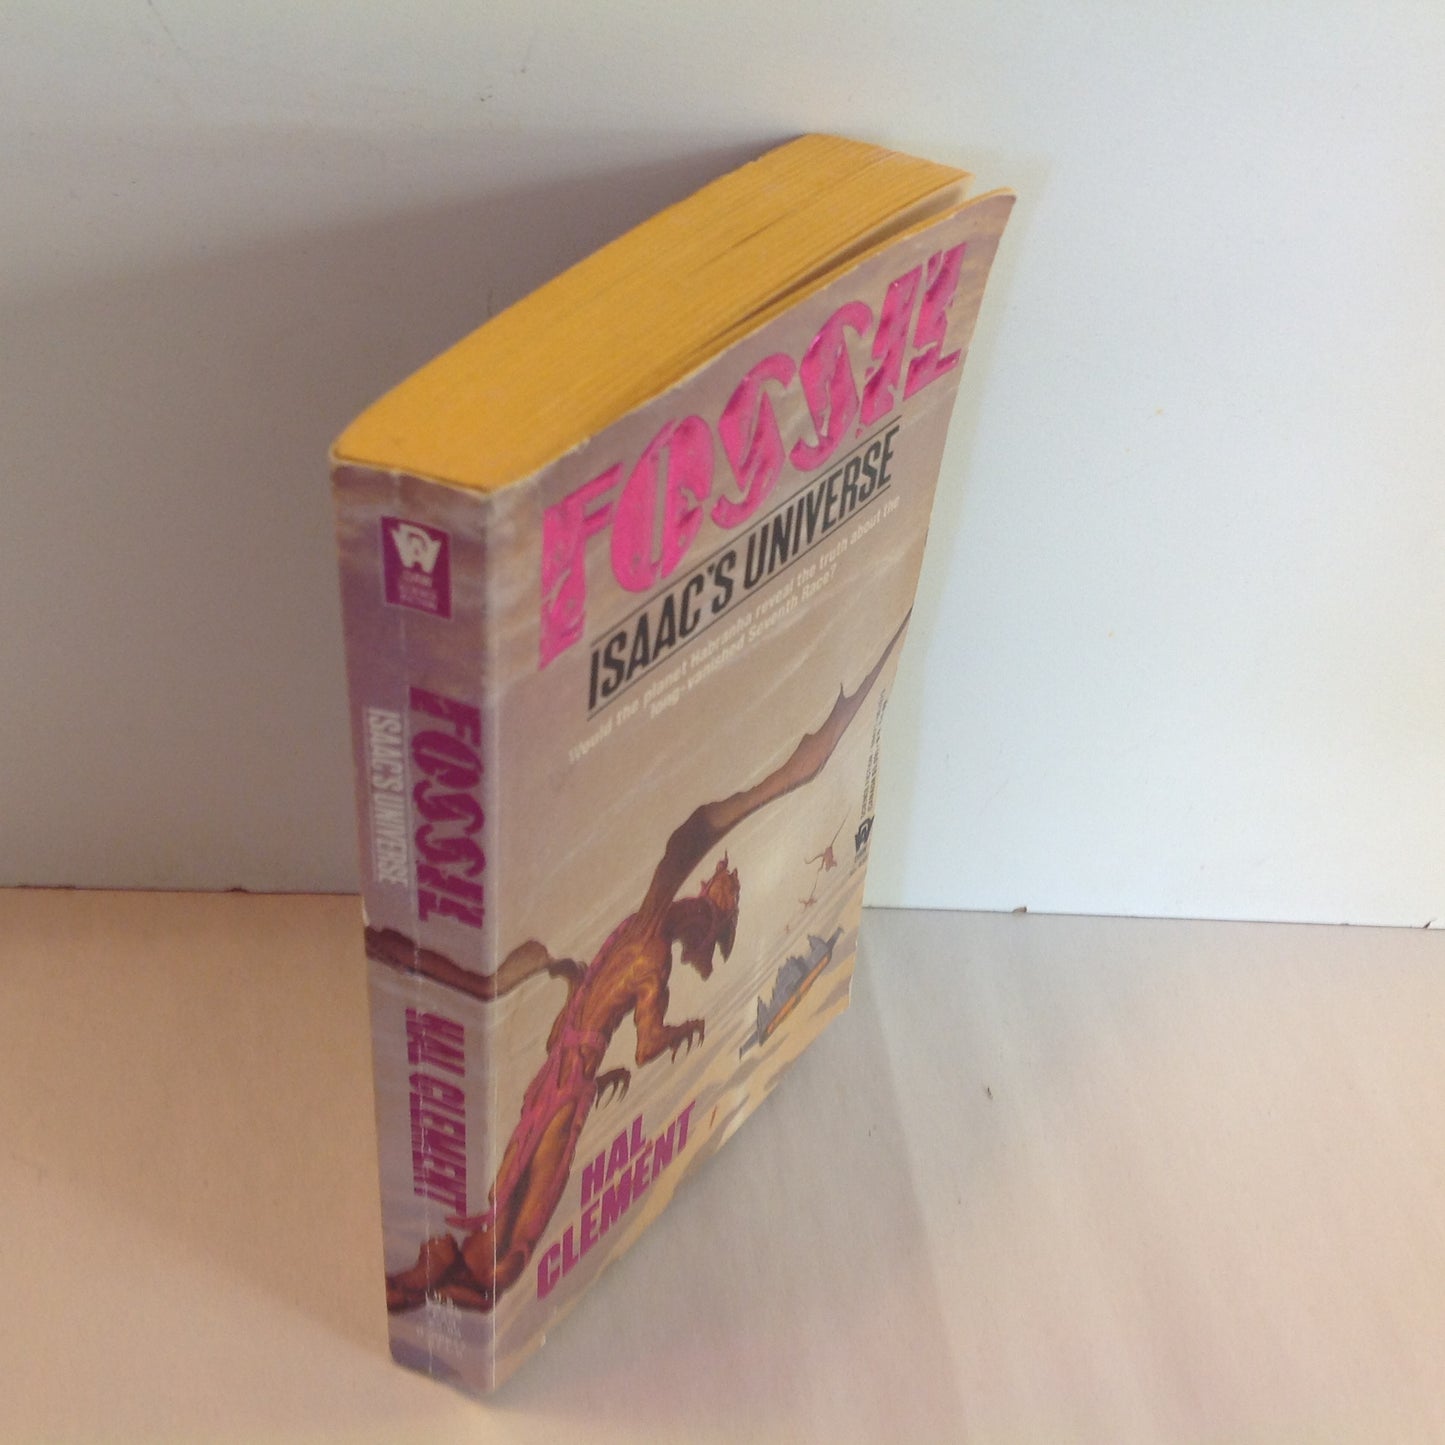 FOSSIL
ISAAC'S UNIVERSE
Would the planet Habranha reveal the truth about the
long-vanished Seventh Race?
HAL
CLEMENT
FOSSIL
ISAAC'S UNIVERSE
HAL CLEMENT